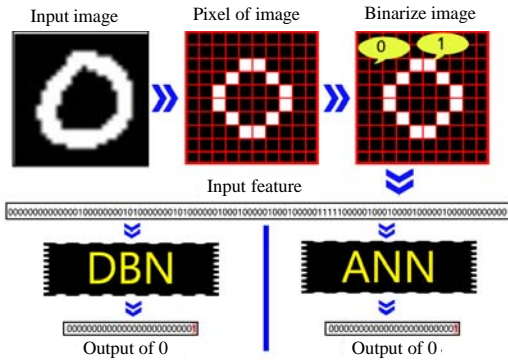 Input image
Pixel of image
Binarize image
0
1
Input feature
DBN
ANN
Output of 0
Output of 0